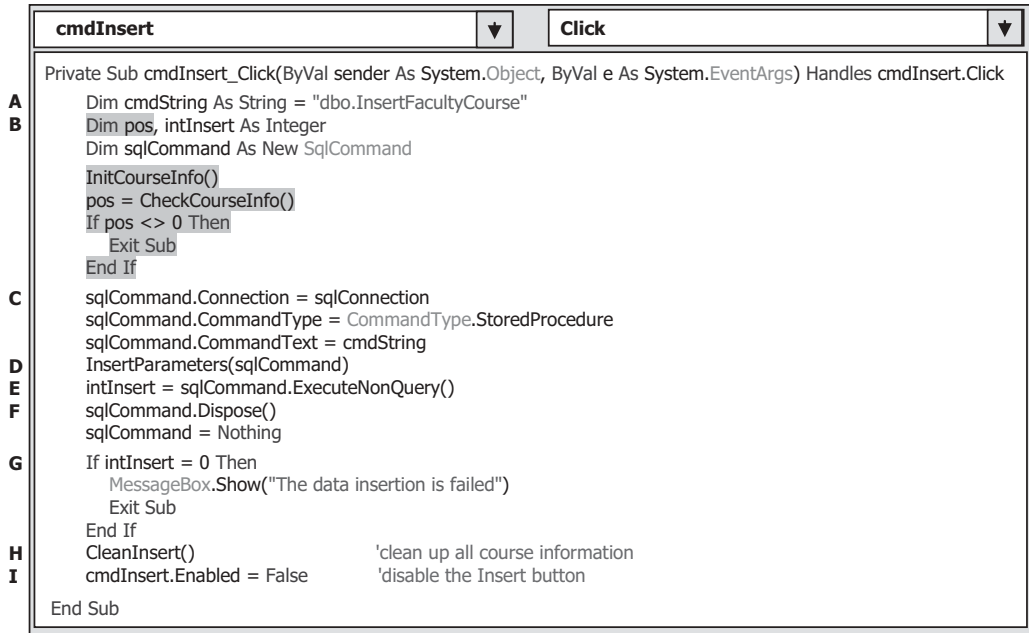 cmdInsert Click
Private Sub cmdInsert_Click(ByVal sender As System.Object, ByVal e As System.EventArgs) Handles cmdInsert.Click
A Dim cmdString As String = "dbo.InsertFacultyCourse"
B Dim pos, intInsert As Integer
Dim sqlCommand As New SqlCommand
InitCourseInfo()
pos = CheckCourseInfo()
If pos <> 0 Then
Exit Sub
End If
C sqlCommand.Connection = sqlConnection
sqlCommand.CommandType = CommandType.StoredProcedure
sqlCommand.CommandText = cmdString
D InsertParameters(sqlCommand)
E intInsert = sqlCommand.ExecuteNonQuery()
F sqlCommand.Dispose()
sqlCommand = Nothing
G If intInsert = 0 Then
MessageBox.Show("The data insertion is failed")
Exit Sub
End If
H CleanInsert() 'clean up all course information
I cmdInsert.Enabled = False 'disable the Insert button
End Sub